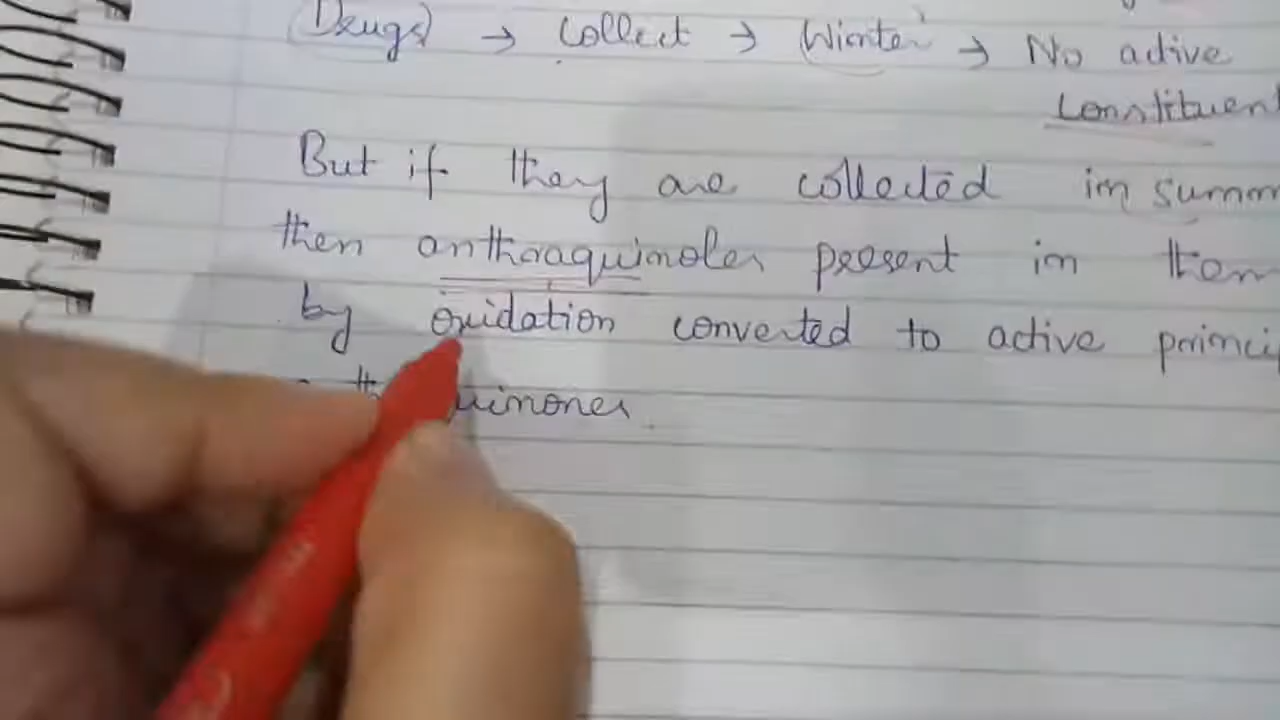 (Drugs) → Collect → Winter → No active
Constituent
But if they are collected in summ
then anthraquinoles present in them
by oxidation converted to active princi
uinones.